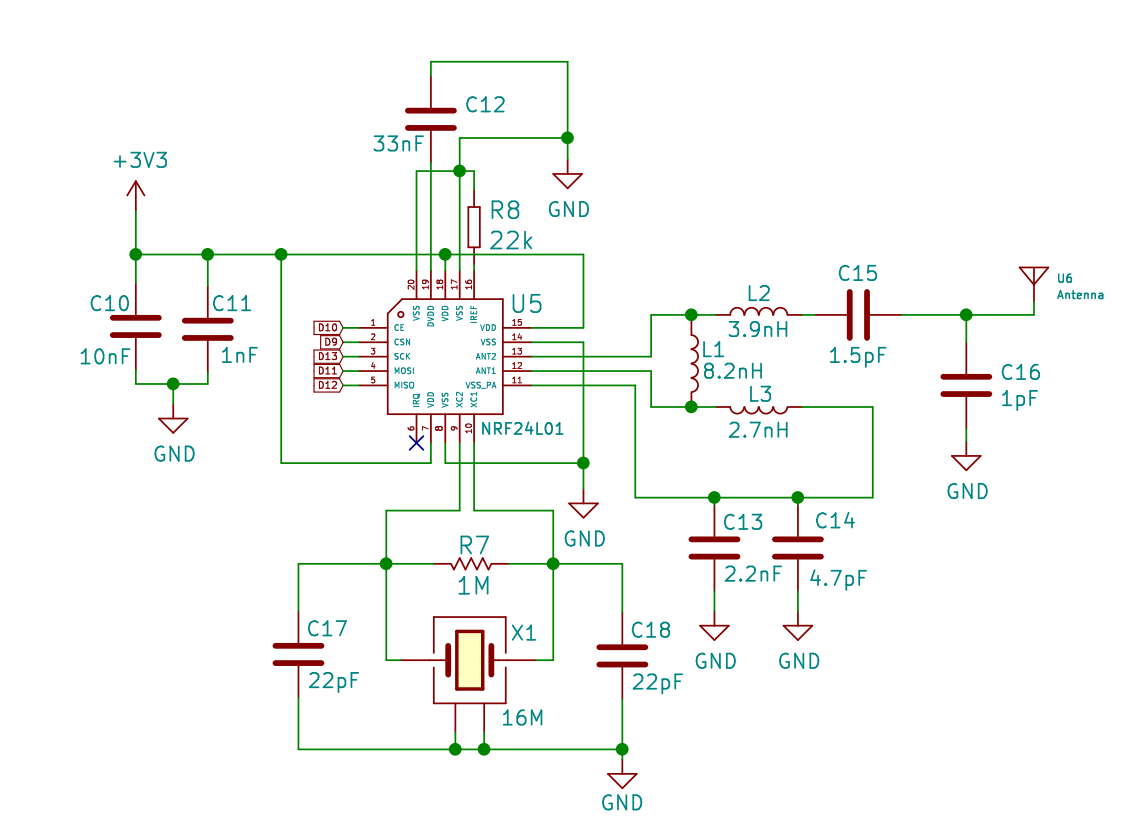 C12
33nF
+3V3
GND
R8
22k
C10
10nF
C11
1nF
GND
U5
20
19
18
17
16
VSS
DVDD
VDD
VSS
IREF
D10
1
CE
D9
2
CSN
D13
3
SCK
D11
4
MOSI
D12
5
MISO
VDD
15
VSS
14
ANT2
13
ANT1
12
VSS_PA
11
IRQ
VDD
VSS
XC2
XC1
6
7
8
9
10
NRF24L01
GND
L2
3.9nH
L1
8.2nH
L3
2.7nH
C15
1.5pF
U6
Antenna
C16
1pF
GND
C13
2.2nF
C14
4.7pF
GND
GND
R7
1M
C17
22pF
X1
16M
C18
22pF
GND